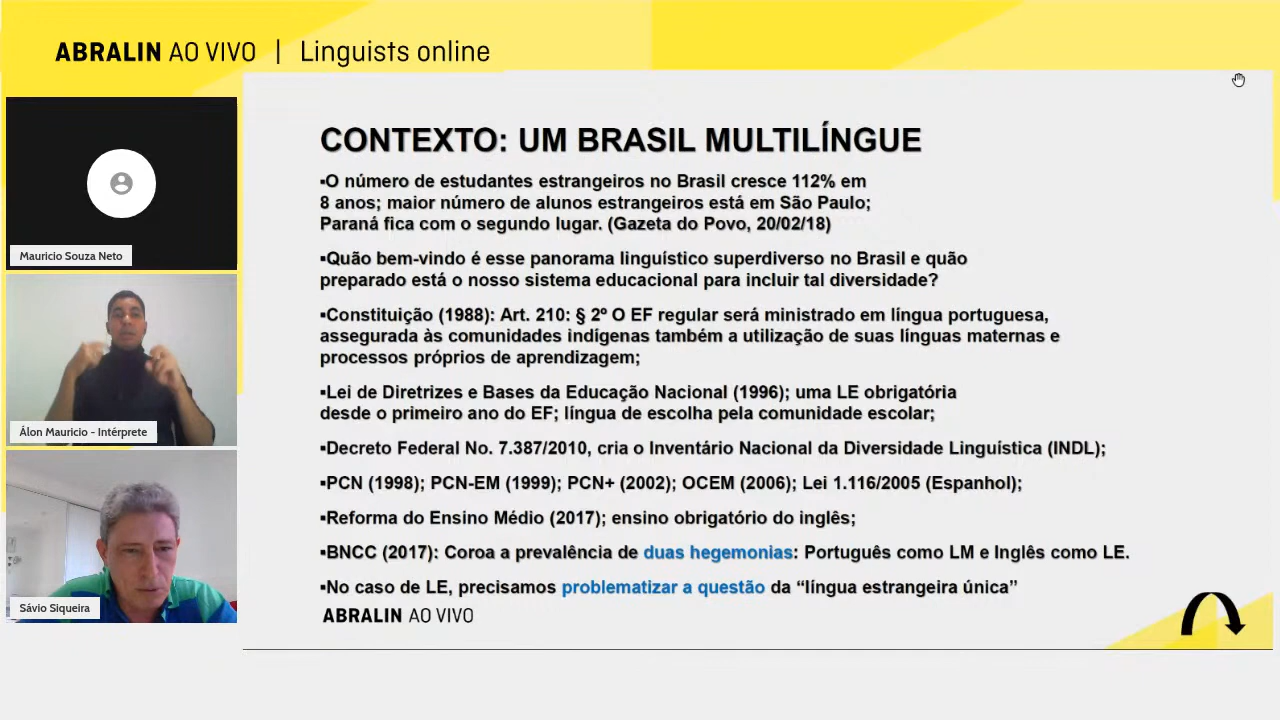 ABRALIN AO VIVO | Linguists online
Mauricio Souza Neto
Álon Mauricio - Intérprete
Sávio Siqueira
CONTEXTO: UM BRASIL MULTILÍNGUE
▪O número de estudantes estrangeiros no Brasil cresce 112% em
8 anos; maior número de alunos estrangeiros está em São Paulo;
Paraná fica com o segundo lugar. (Gazeta do Povo, 20/02/18)
▪Quão bem-vindo é esse panorama linguístico superdiverso no Brasil e quão
preparado está o nosso sistema educacional para incluir tal diversidade?
▪Constituição (1988): Art. 210: § 2º O EF regular será ministrado em língua portuguesa,
assegurada às comunidades indígenas também a utilização de suas línguas maternas e
processos próprios de aprendizagem;
▪Lei de Diretrizes e Bases da Educação Nacional (1996); uma LE obrigatória
desde o primeiro ano do EF; língua de escolha pela comunidade escolar;
▪Decreto Federal No. 7.387/2010, cria o Inventário Nacional da Diversidade Linguística (INDL);
▪PCN (1998); PCN-EM (1999); PCN+ (2002); OCEM (2006); Lei 1.116/2005 (Espanhol);
▪Reforma do Ensino Médio (2017); ensino obrigatório do inglês;
▪BNCC (2017): Coroa a prevalência de duas hegemonias: Português como LM e Inglês como LE.
▪No caso de LE, precisamos problematizar a questão da “língua estrangeira única”
ABRALIN AO VIVO